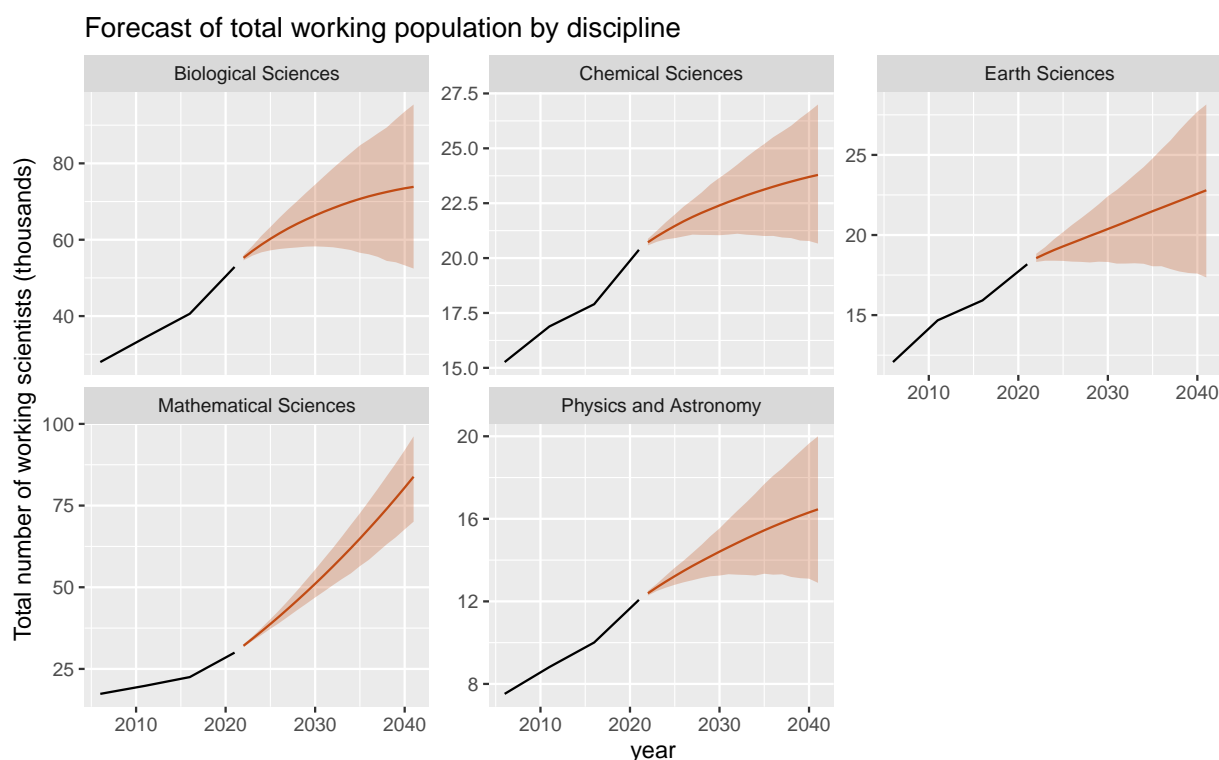 Forecast of total working population by discipline
Biological Sciences
Chemical Sciences
Earth Sciences
80
60
40
27.5
25.0
22.5
20.0
17.5
15.0
25
20
15
2010 2020 2030 2040
Total number of working scientists (thousands)
Mathematical Sciences
Physics and Astronomy
100
75
50
25
20
16
12
8
2010 2020 2030 2040
2010 2020 2030 2040
year